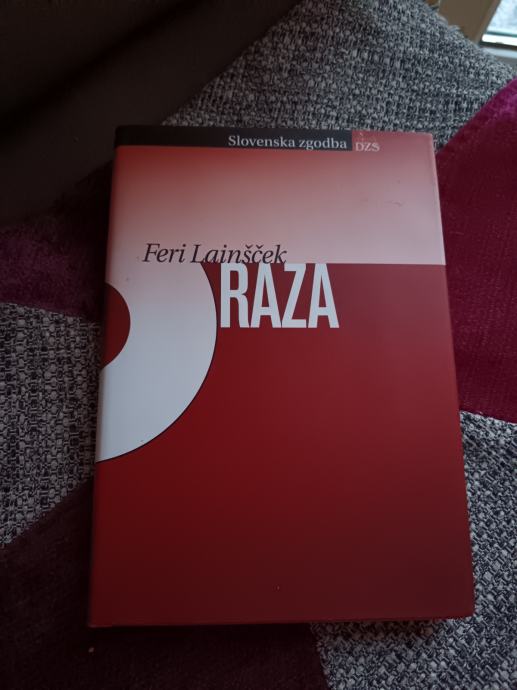 Slovenska zgodba
DZS
Feri Lainšček
RAZA